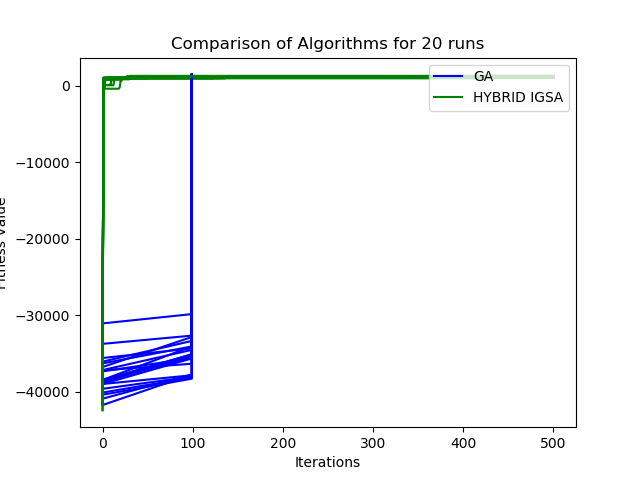 Comparison of Algorithms for 20 runs
GA
HYBRID IGSA
0
−10000
−20000
−30000
−40000
Fitness Value
0 100 200 300 400 500
Iterations